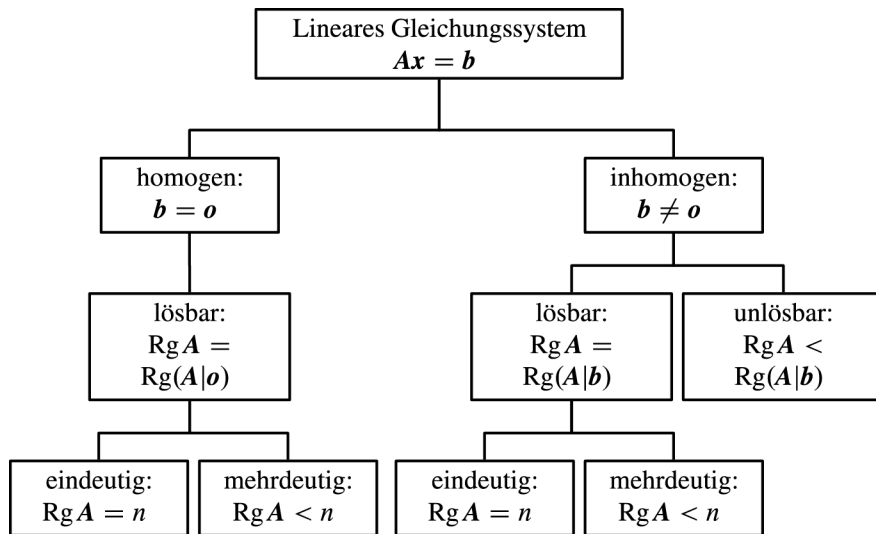 Lineares Gleichungssystem
Ax = b
homogen:
b = o
inhomogen:
b ≠ o
lösbar:
Rg A =
Rg(A|o)
lösbar:
Rg A =
Rg(A|b)
unlösbar:
Rg A <
Rg(A|b)
eindeutig:
Rg A = n
mehrdeutig:
Rg A < n
eindeutig:
Rg A = n
mehrdeutig:
Rg A < n